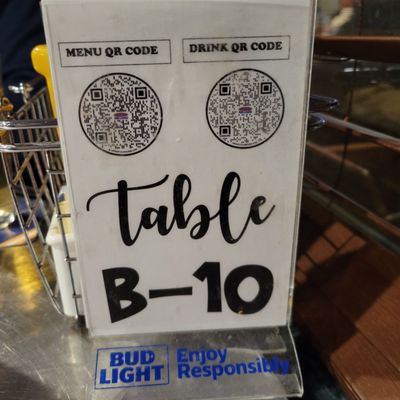 MENU QR CODE
DRINK QR CODE
Table
B-10
BUD
LIGHT
Enjoy
Responsibly.